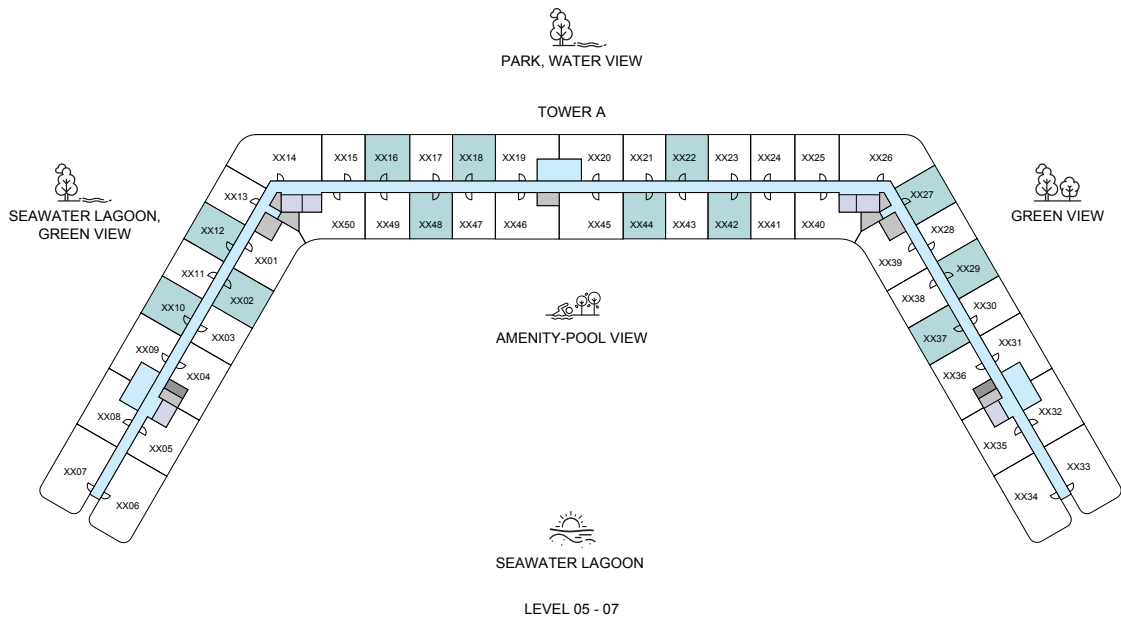 PARK, WATER VIEW
TOWER A
XX14 XX15 XX16 XX17 XX18 XX19 XX20 XX21 XX22 XX23 XX24 XX25 XX26
XX13
XX27
SEAWATER LAGOON,
GREEN VIEW
GREEN VIEW
XX50 XX49 XX48 XX47 XX46 XX45 XX44 XX43 XX42 XX41 XX40
XX12
XX28
XX01
XX39
XX11
XX29
XX02
XX38
XX10
XX30
XX03
XX37
AMENITY-POOL VIEW
XX09
XX31
XX04
XX36
XX08
XX32
XX05
XX35
XX07
XX33
XX06
XX34
SEAWATER LAGOON
LEVEL 05 - 07